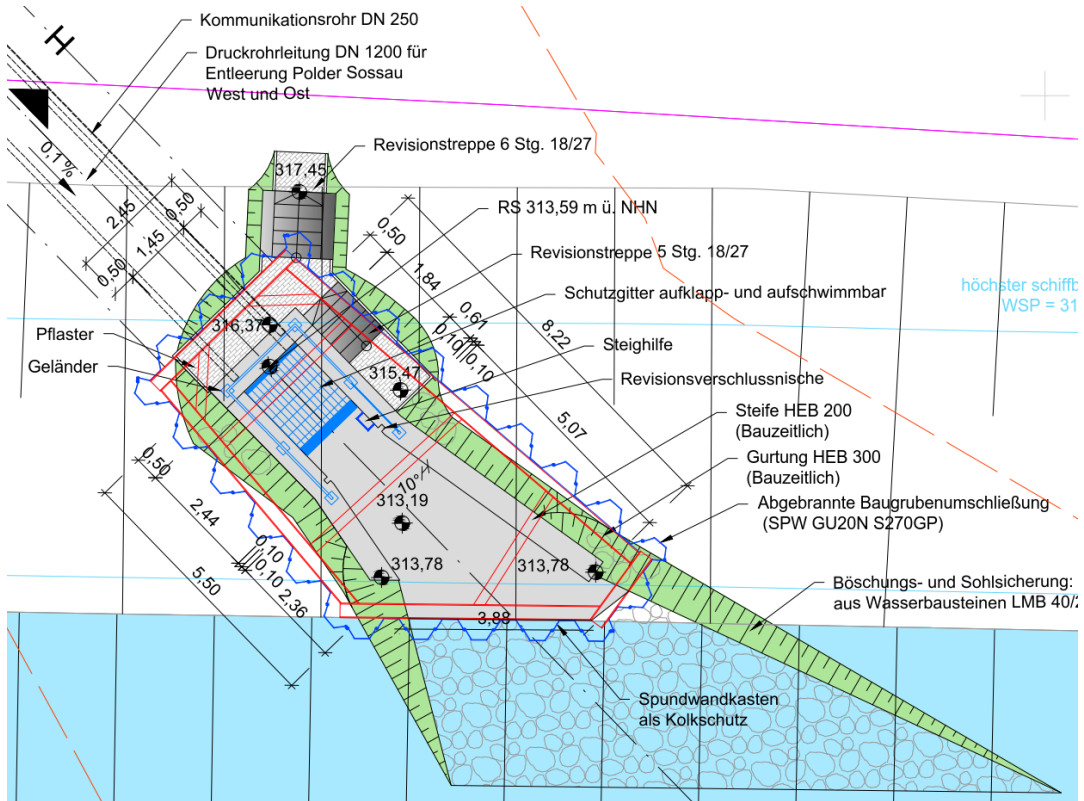 Kommunikationsrohr DN 250
H
Druckrohrleitung DN 1200 für
Entleerung Polder Sossau
West und Ost
Revisionstreppe 6 Stg. 18/27
0,1 %
317,45
2,45
0,50
1,45
0,50
RS 313,59 m ü. NHN
0,50
Revisionstreppe 5 Stg. 18/27
1,84
höchster schiffb
WSP = 31
Schutzgitter aufklapp- und aufschwimmbar
0,61
0,10
0,10
8,22
316,37
Pflaster
Steighilfe
Geländer
315,47
Revisionsverschlussnische
Steife HEB 200
(Bauzeitlich)
5,07
Gurtung HEB 300
(Bauzeitlich)
0,50
10°
Abgebrannte Baugrubenumschließung
(SPW GU20N S270GP)
2,44
313,19
0,10
0,10
2,36
5,50
313,78
313,78
Böschungs- und Sohlsicherung:
aus Wasserbausteinen LMB 40/2
3,88
Spundwandkasten
als Kolkschutz